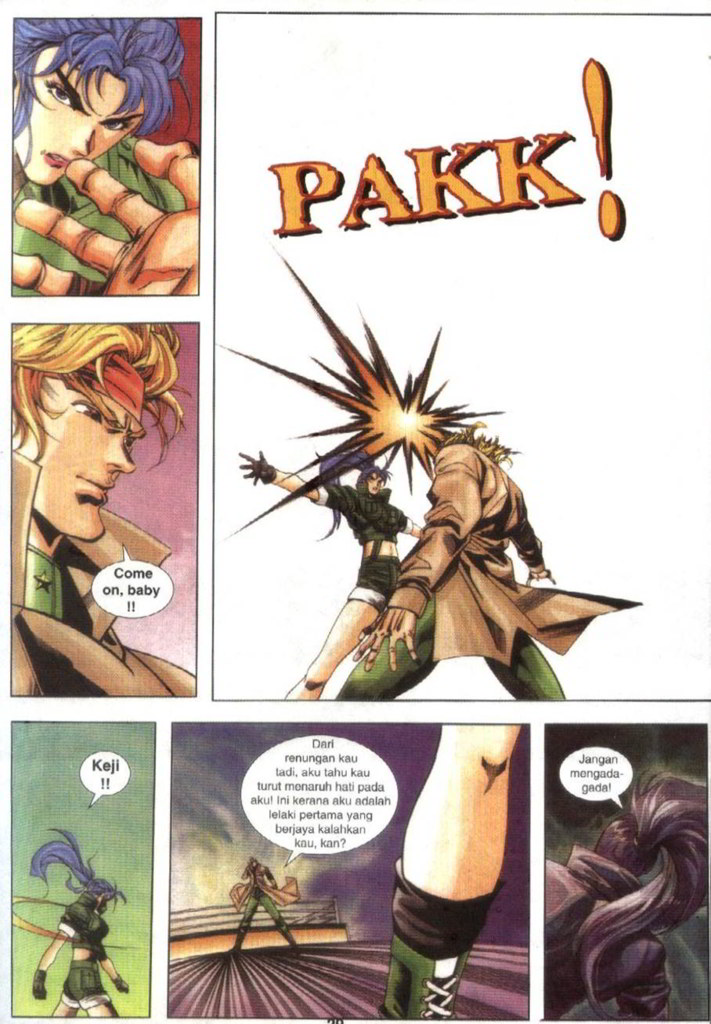 PAKK!
Come
on, baby
!!
Keji
!!
Dari
renungan kau
tadi, aku tahu kau
turut menaruh hati pada
aku! Ini kerana aku adalah
lelaki pertama yang
berjaya kalahkan
kau, kan?
Jangan
mengada-
gada!